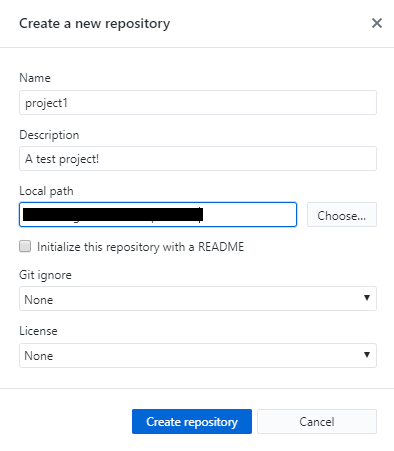 Create a new repository
Name
project1
Description
A test project!
Local path
Choose...
Initialize this repository with a README
Git ignore
None
License
None
Create repository
Cancel